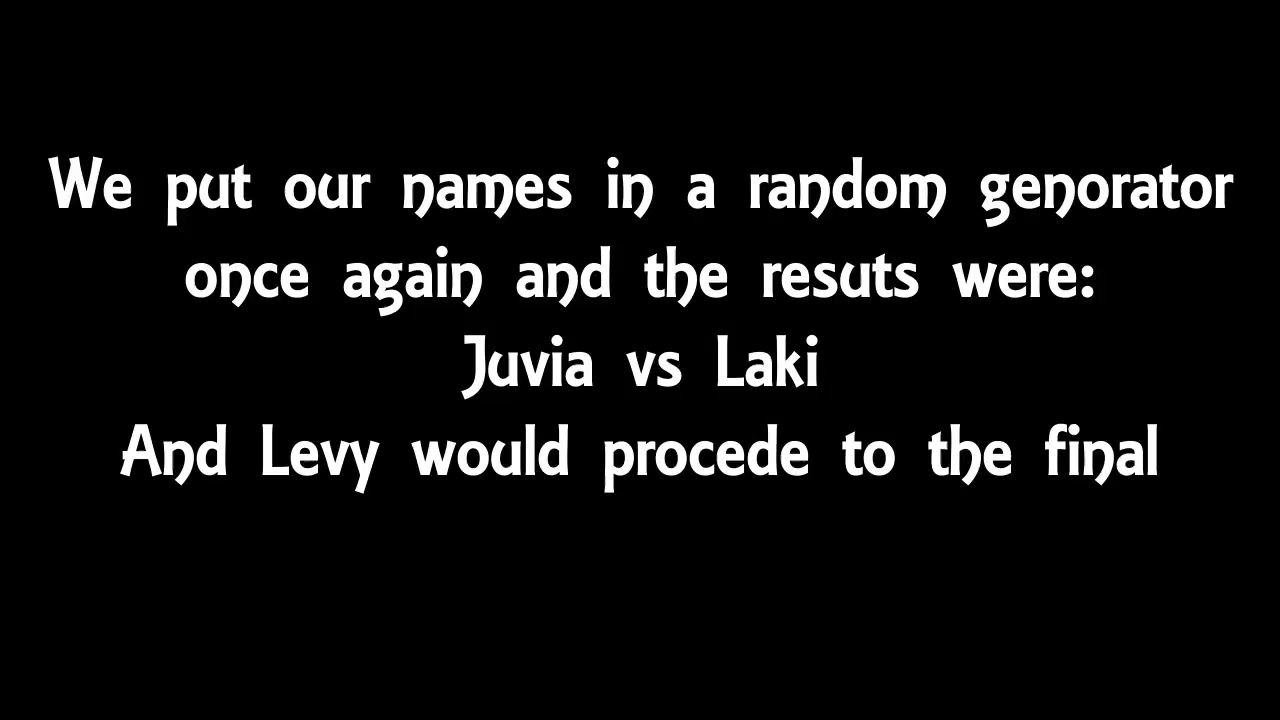 We put our names in a random genorator
once again and the resuts were:
Juvia vs Laki
And Levy would procede to the final